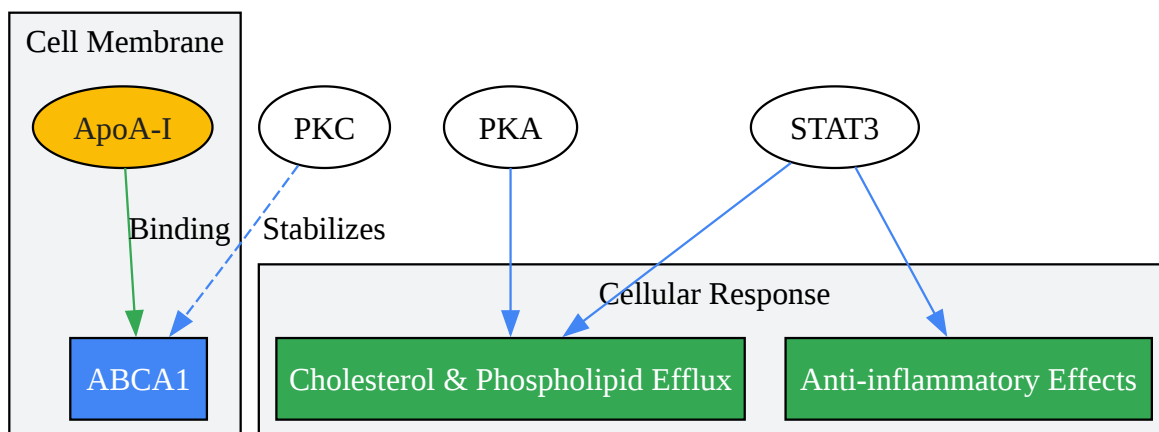 Cell Membrane
ApoA-I
PKC
PKA
STAT3
Binding
Stabilizes
Cellular Response
ABCA1
Cholesterol & Phospholipid Efflux
Anti-inflammatory Effects